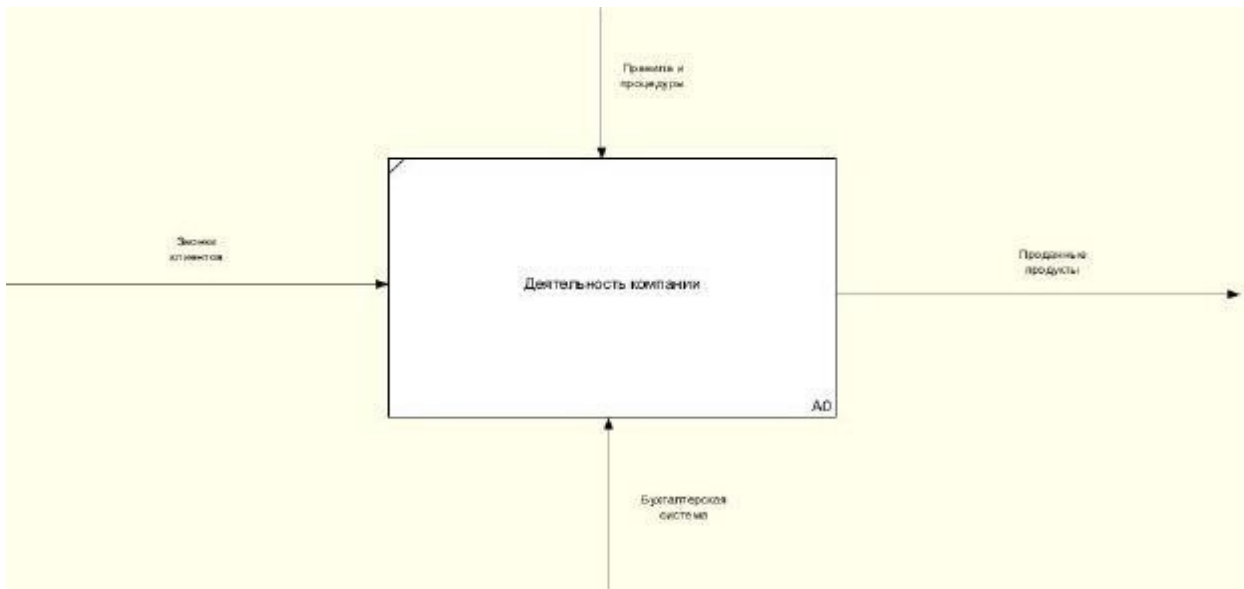 Правила и
процедуры
Звонки
клиентов
Деятельность компании
Проданные
продукты
A0
Бухгалтерская
система